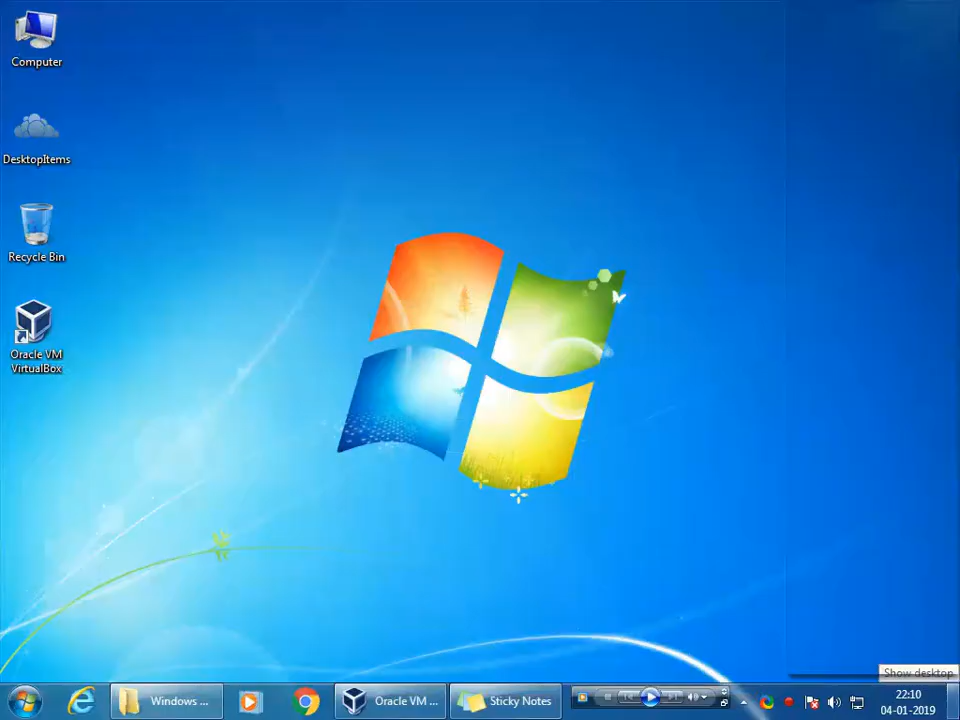 Computer
DesktopItems
Recycle Bin
Oracle VM
VirtualBox
Show desktop
Windows ...
Oracle VM ...
Sticky Notes
22:10
04-01-2019